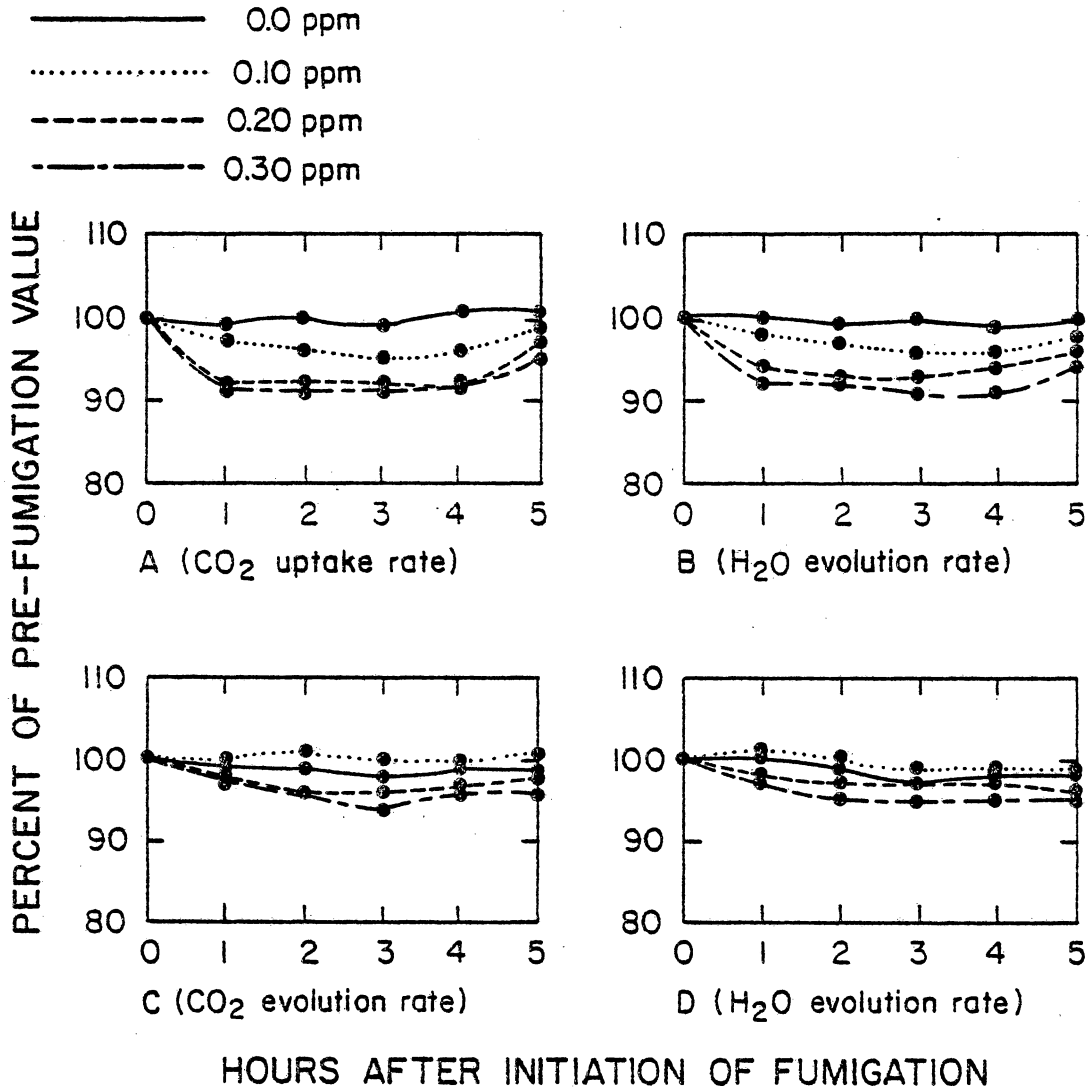 0.0 ppm
0.10 ppm
0.20 ppm
0.30 ppm
PERCENT OF PRE-FUMIGATION VALUE
110
100
90
80
0 1 2 3 4 5
A (CO₂ uptake rate)
110
100
90
80
0 1 2 3 4 5
B (H₂O evolution rate)
110
100
90
80
0 1 2 3 4 5
C (CO₂ evolution rate)
110
100
90
80
0 1 2 3 4 5
D (H₂O evolution rate)
HOURS AFTER INITIATION OF FUMIGATION